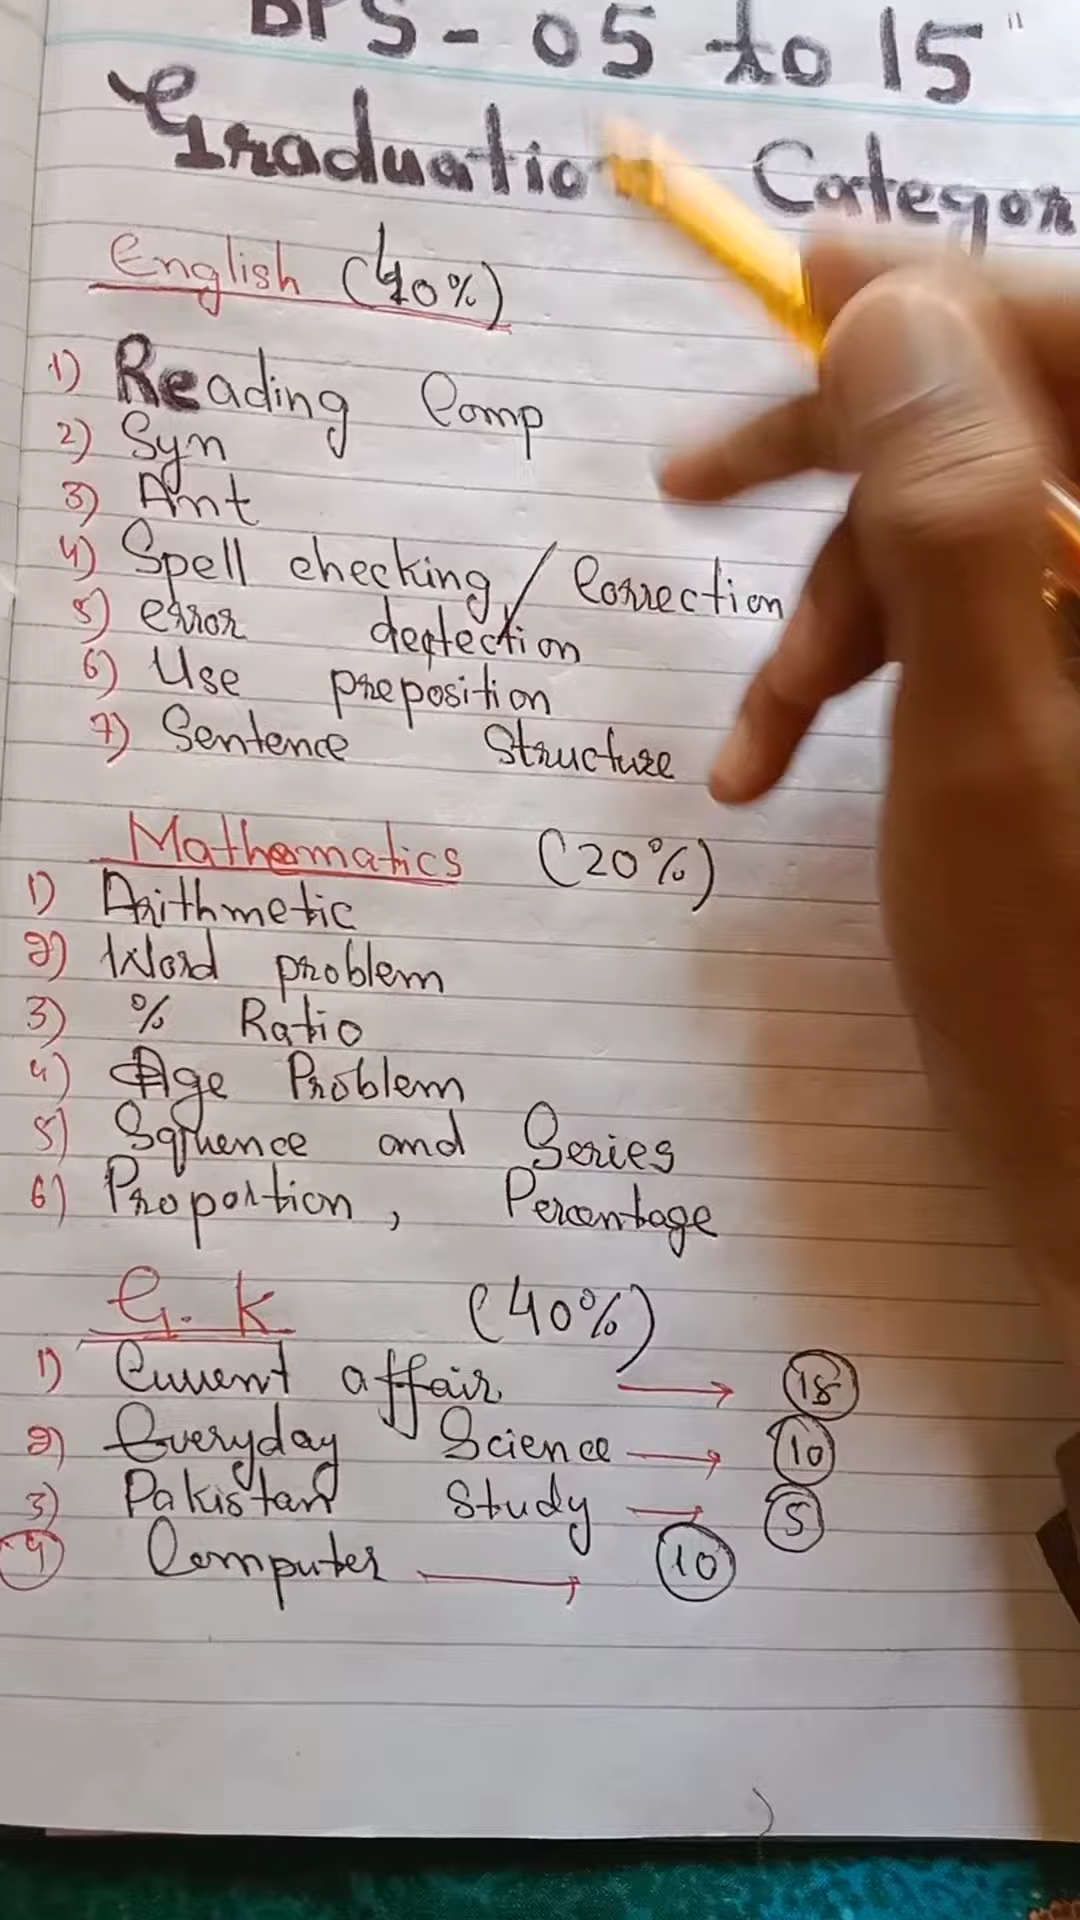 BPS - 05 to 15"
Graduation Categor
English (40%)
1) Reading Comp
2) Syn
3) Ant
4) Spell checking / Correction
5) error detection
6) Use preposition
7) Sentence Structure
Mathematics (20%)
1) Arithmetic
2) Word problem
3) % Ratio
4) Age Problem
5) Squence and Series
6) Proportion, Percentage
G.K (40%)
1) Current affair → 15
2) Everyday Science → 10
3) Pakistan Study → 5
4) Computer → 10